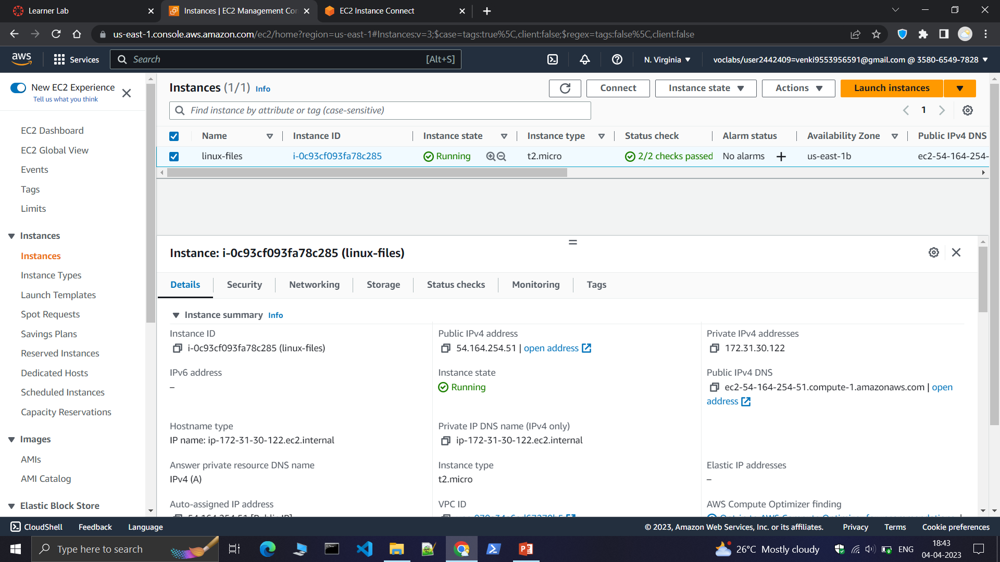 Learner Lab
Instances | EC2 Management Con
EC2 Instance Connect
us-east-1.console.aws.amazon.com/ec2/home?region=us-east-1#Instances:v=3;$case=tags:true%5C,client:false;$regex=tags:false%5C,client:false
aws
Services
Search
[Alt+S]
N. Virginia
voclabs/user2442409=venki9553956591@gmail.com @ 3580-6549-7828
New EC2 Experience
Tell us what you think
EC2 Dashboard
EC2 Global View
Events
Tags
Limits
Instances
Instances
Instance Types
Launch Templates
Spot Requests
Savings Plans
Reserved Instances
Dedicated Hosts
Scheduled Instances
Capacity Reservations
Images
AMIs
AMI Catalog
Elastic Block Store
Instances (1/1) Info
Connect
Instance state
Actions
Launch instances
Find instance by attribute or tag (case-sensitive)
1
Name Instance ID Instance state Instance type Status check Alarm status Availability Zone Public IPv4 DNS
linux-files i-0c93cf093fa78c285 Running t2.micro 2/2 checks passed No alarms + us-east-1b ec2-54-164-254-
Instance: i-0c93cf093fa78c285 (linux-files)
Details Security Networking Storage Status checks Monitoring Tags
Instance summary Info
Instance ID
i-0c93cf093fa78c285 (linux-files)
Public IPv4 address
54.164.254.51 | open address
Private IPv4 addresses
172.31.30.122
IPv6 address
–
Instance state
Running
Public IPv4 DNS
ec2-54-164-254-51.compute-1.amazonaws.com | open
address
Hostname type
IP name: ip-172-31-30-122.ec2.internal
Private IP DNS name (IPv4 only)
ip-172-31-30-122.ec2.internal
Answer private resource DNS name
IPv4 (A)
Instance type
t2.micro
Elastic IP addresses
–
Auto-assigned IP address
54.164.254.51 [Public IP]
VPC ID
AWS Compute Optimizer finding
CloudShell
Feedback
Language
© 2023, Amazon Web Services, Inc. or its affiliates.
Privacy
Terms
Cookie preferences
Type here to search
26°C Mostly cloudy
ENG
18:43
04-04-2023